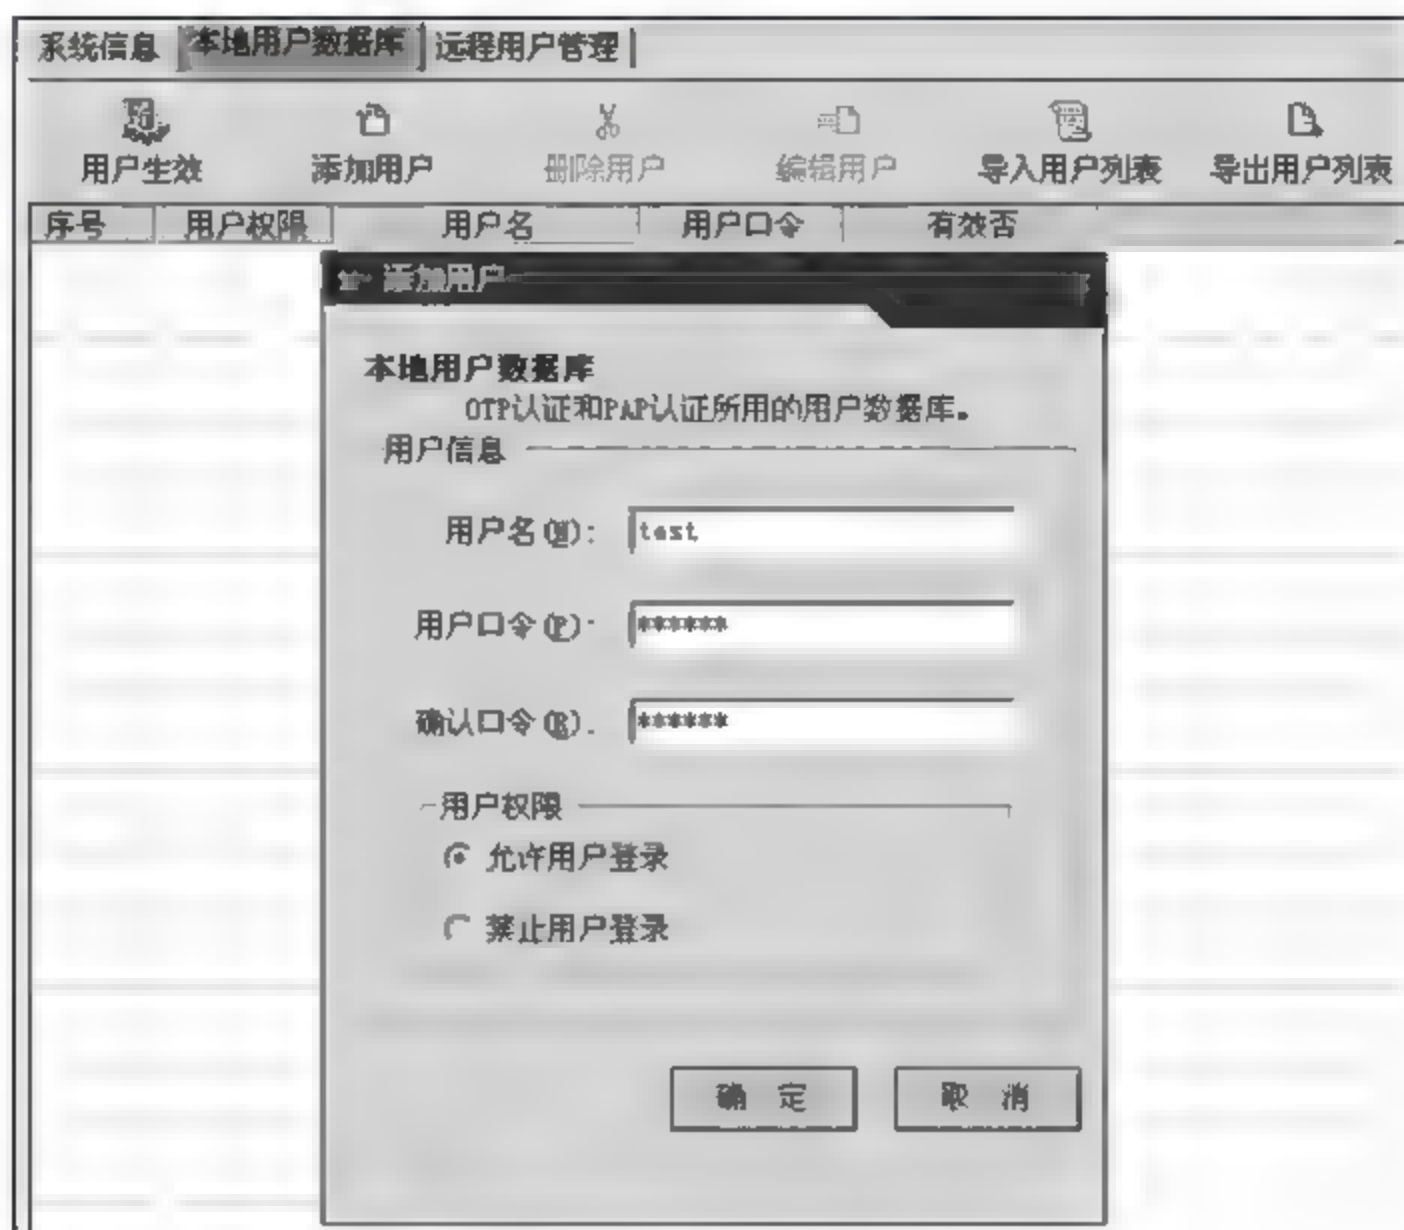 系统信息 本地用户数据库 远程用户管理
用户生效 添加用户 删除用户 编辑用户 导入用户列表 导出用户列表
序号 用户权限 用户名 用户口令 有效否
添加用户
本地用户数据库
OTP认证和PAP认证所用的用户数据库。
用户信息
用户名(N): test
用户口令(P): ******
确认口令(R): ******
用户权限
允许用户登录
禁止用户登录
确 定 取 消